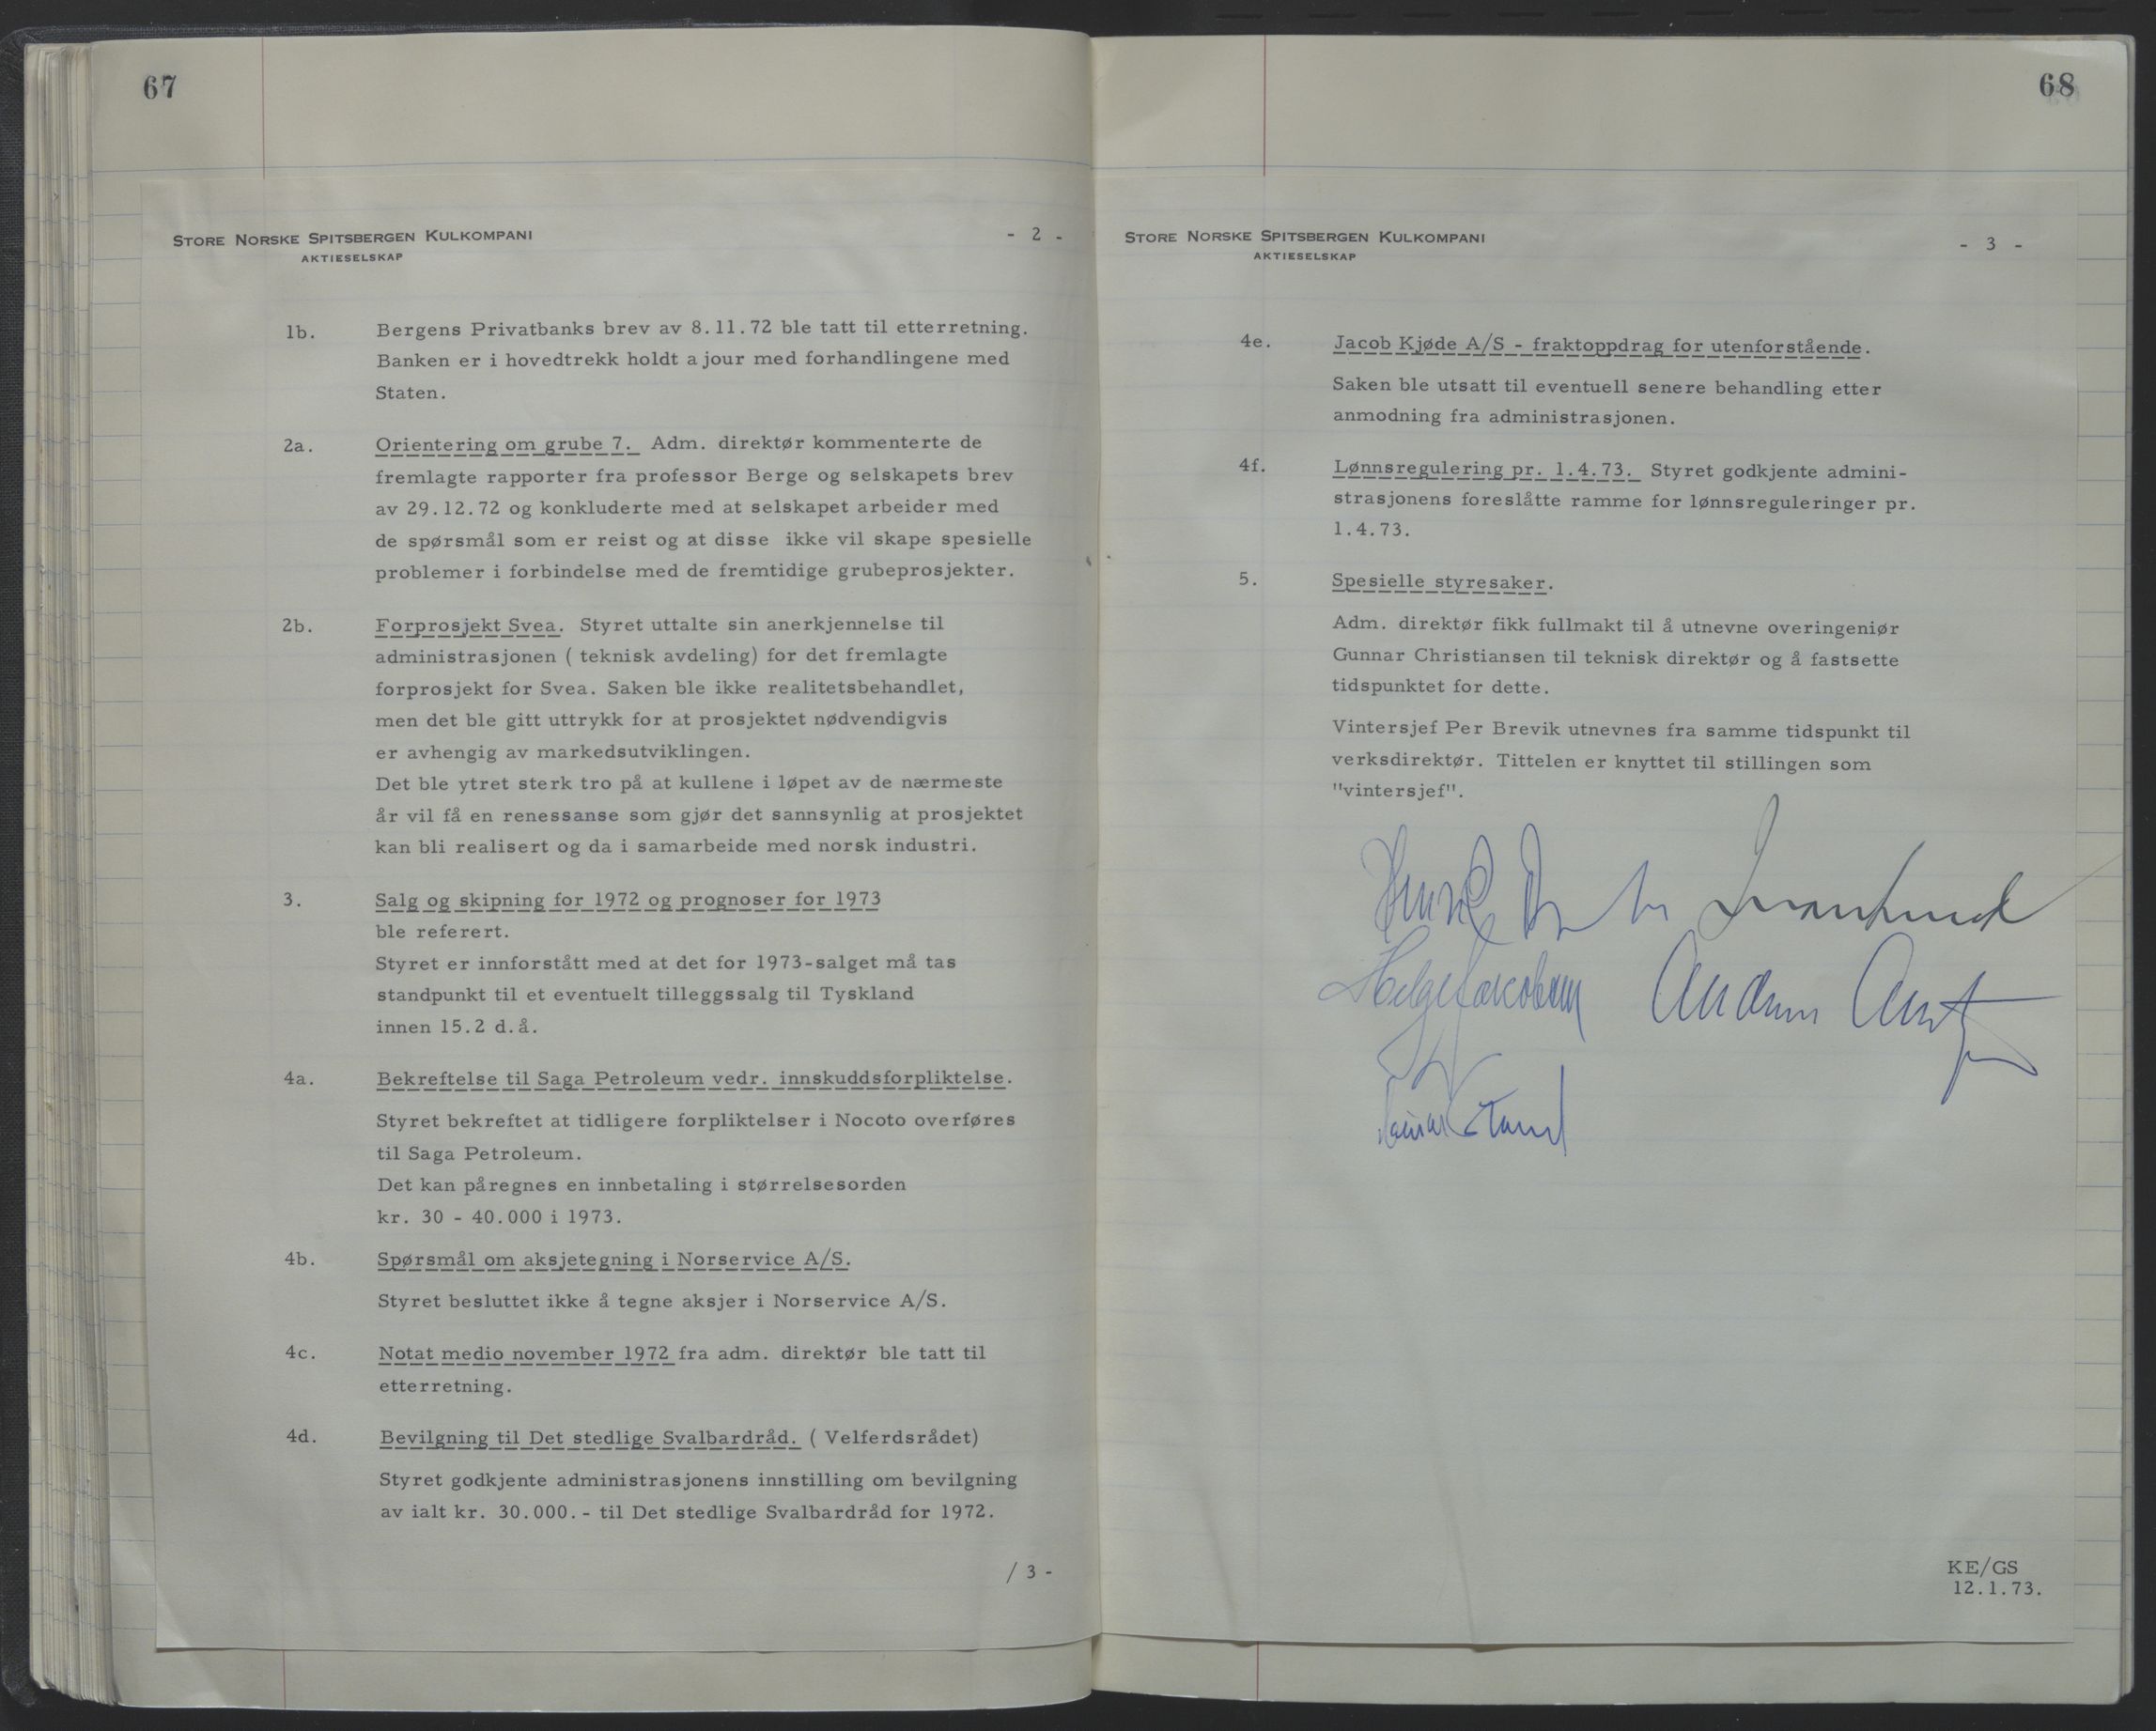 67
STORE NORSKE SPITSBERGEN KULKOMPANI
AKTIESELSKAP
- 2 -
1b. Bergens Privatbanks brev av 8.11.72 ble tatt til etterretning.
Banken er i hovedtrekk holdt a jour med forhandlingene med
Staten.
2a. Orientering om grube 7. Adm. direktør kommenterte de
fremlagte rapporter fra professor Berge og selskapets brev
av 29.12.72 og konkluderte med at selskapet arbeider med
de spørsmål som er reist og at disse ikke vil skape spesielle
problemer i forbindelse med de fremtidige grubeprosjekter.
2b. Forprosjekt Svea. Styret uttalte sin anerkjennelse til
administrasjonen ( teknisk avdeling) for det fremlagte
forprosjekt for Svea. Saken ble ikke realitetsbehandlet,
men det ble gitt uttrykk for at prosjektet nødvendigvis
er avhengig av markedsutviklingen.
Det ble ytret sterk tro på at kullene i løpet av de nærmeste
år vil få en renessanse som gjør det sannsynlig at prosjektet
kan bli realisert og da i samarbeide med norsk industri.
3. Salg og skipning for 1972 og prognoser for 1973
ble referert.
Styret er innforstått med at det for 1973-salget må tas
standpunkt til et eventuelt tilleggssalg til Tyskland
innen 15.2 d.å.
4a. Bekreftelse til Saga Petroleum vedr. innskuddsforpliktelse.
Styret bekreftet at tidligere forpliktelser i Nocoto overføres
til Saga Petroleum.
Det kan påregnes en innbetaling i størrelsesorden
kr. 30 - 40.000 i 1973.
4b. Spørsmål om aksjetegning i Norservice A/S.
Styret besluttet ikke å tegne aksjer i Norservice A/S.
4c. Notat medio november 1972 fra adm. direktør ble tatt til
etterretning.
4d. Bevilgning til Det stedlige Svalbardråd. ( Velferdsrådet)
Styret godkjente administrasjonens innstilling om bevilgning
av ialt kr. 30.000.- til Det stedlige Svalbardråd for 1972.
/ 3 -
68
STORE NORSKE SPITSBERGEN KULKOMPANI
AKTIESELSKAP
- 3 -
4e. Jacob Kjøde A/S - fraktoppdrag for utenforstående.
Saken ble utsatt til eventuell senere behandling etter
anmodning fra administrasjonen.
4f. Lønnsregulering pr. 1.4.73. Styret godkjente admini-
strasjonens foreslåtte ramme for lønnsreguleringer pr.
1.4.73.
5. Spesielle styresaker.
Adm. direktør fikk fullmakt til å utnevne overingeniør
Gunnar Christiansen til teknisk direktør og å fastsette
tidspunktet for dette.
Vintersjef Per Brevik utnevnes fra samme tidspunkt til
verksdirektør. Tittelen er knyttet til stillingen som
"vintersjef".
Helge Jacobsen
KE/GS
12.1.73.